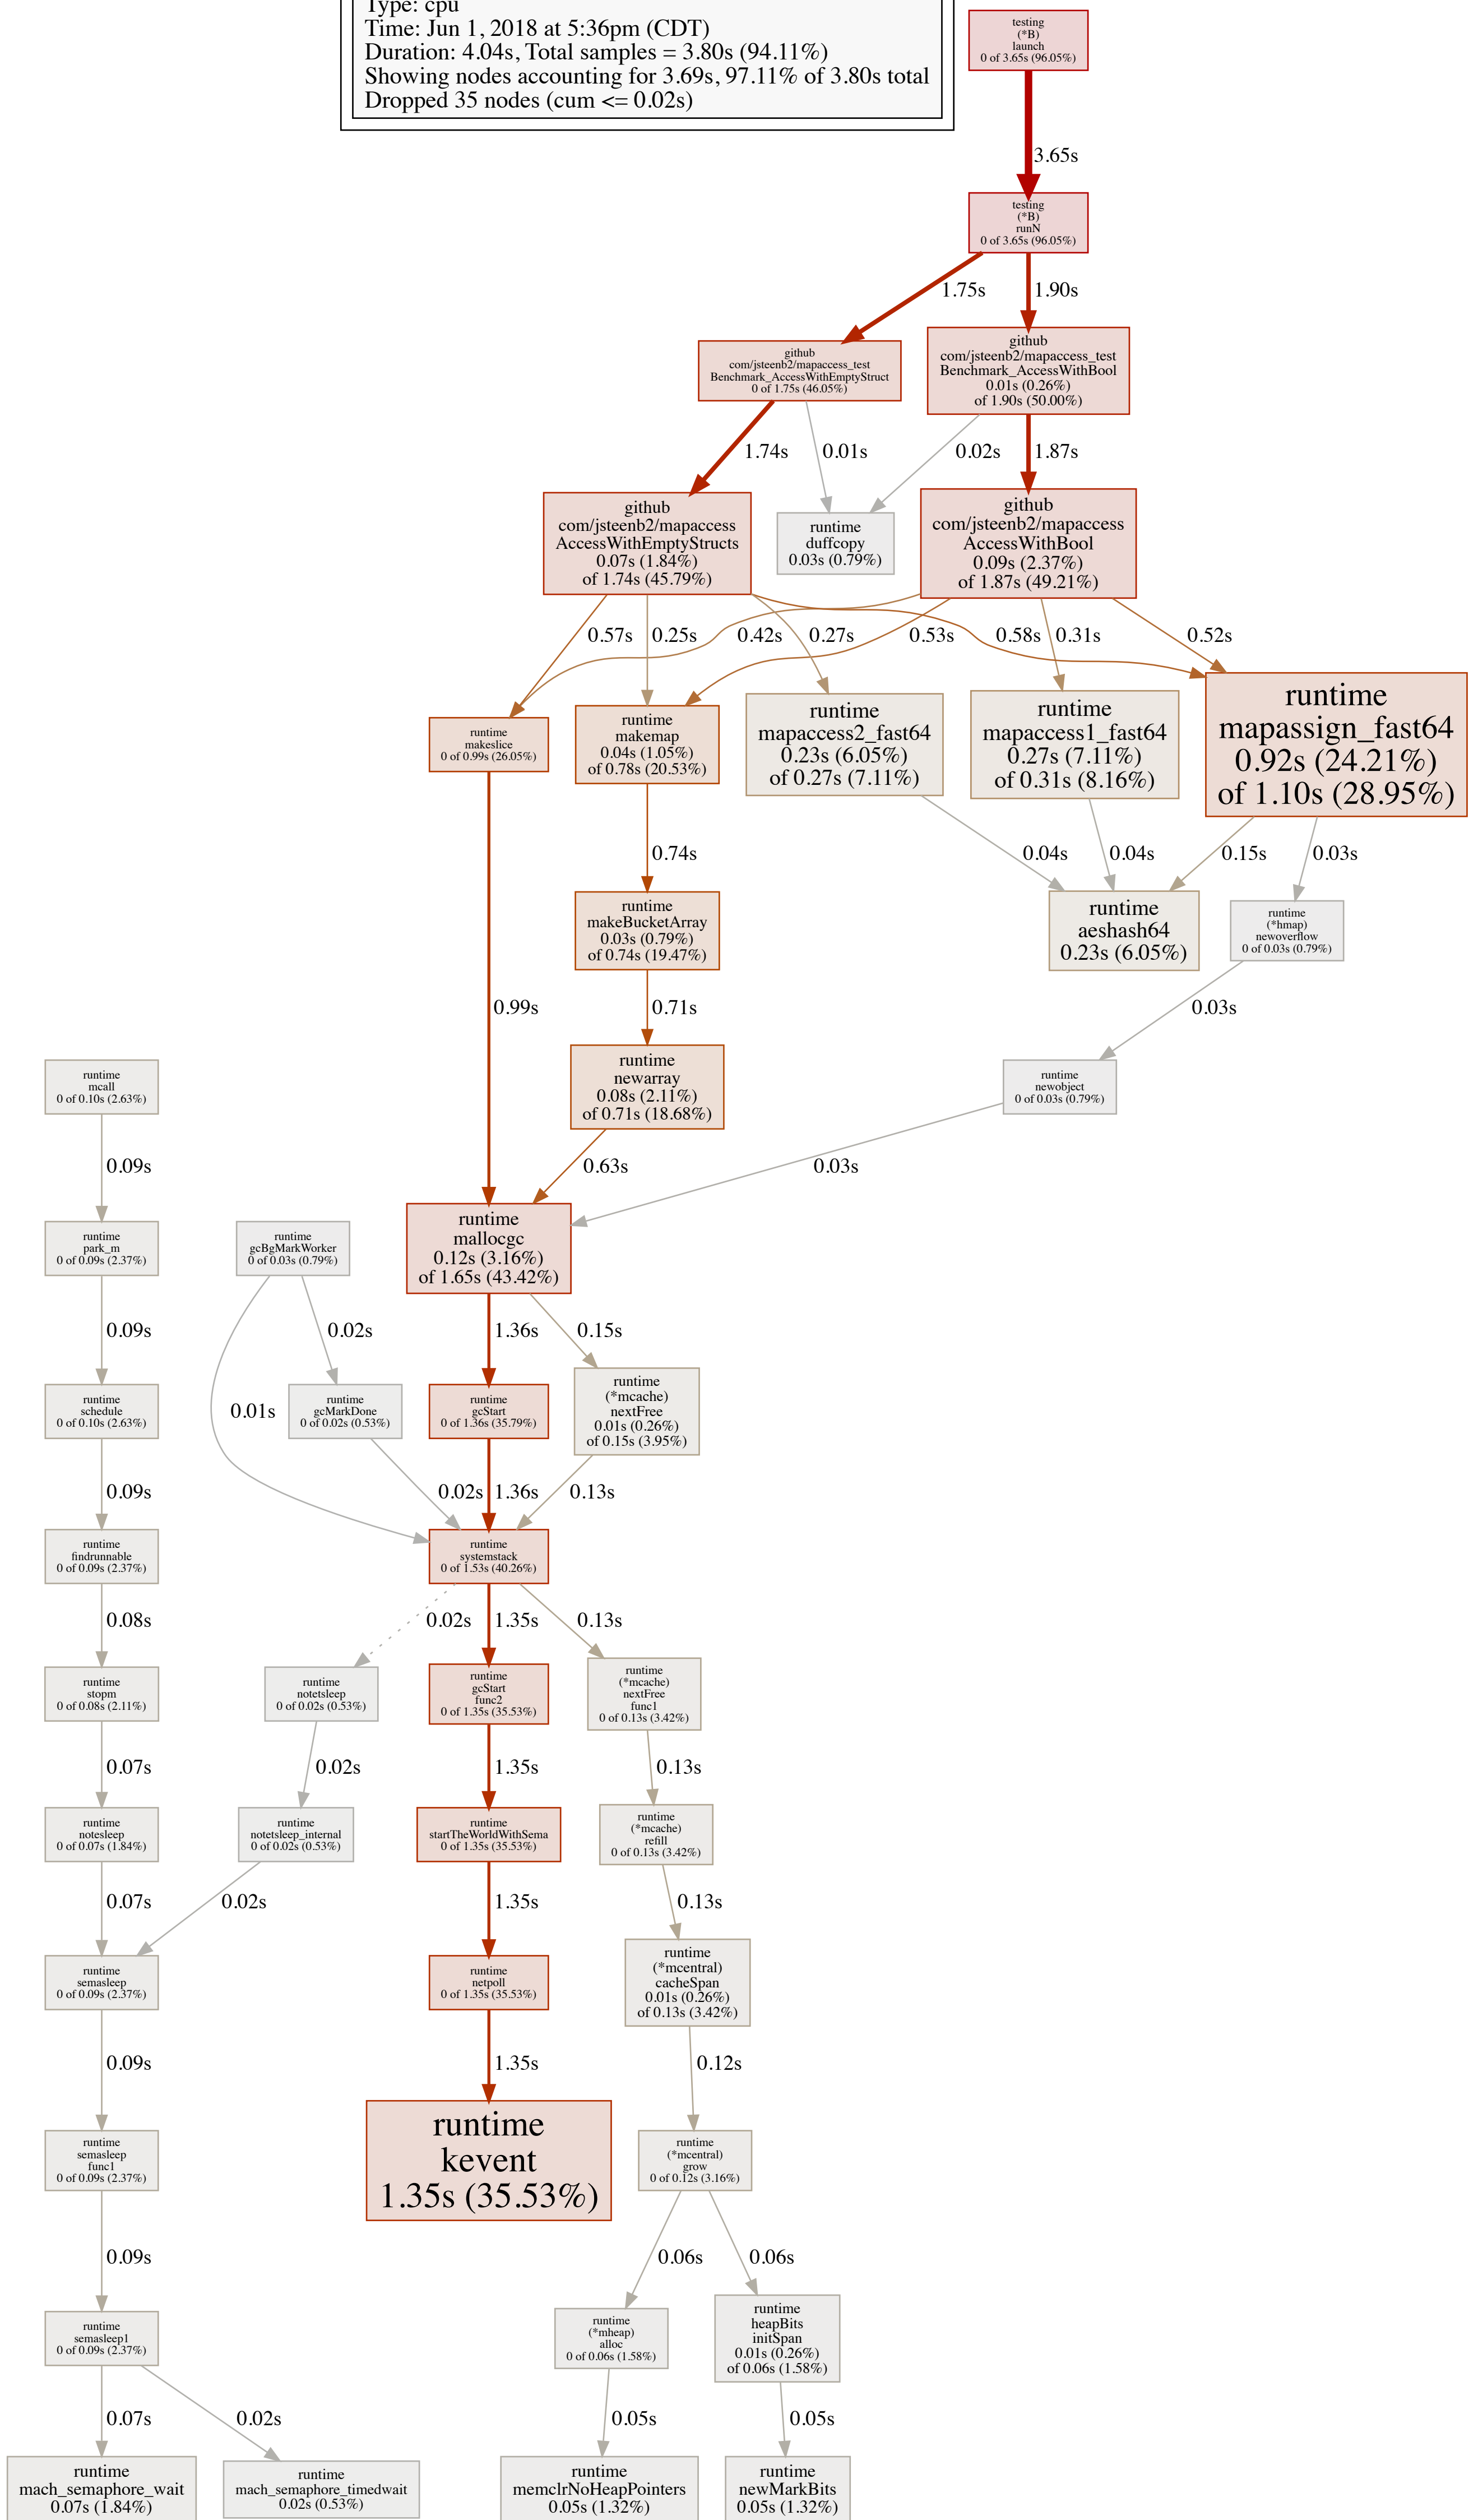 Type: cpu
Time: Jun 1, 2018 at 5:36pm (CDT)
Duration: 4.04s, Total samples = 3.80s (94.11%)
Showing nodes accounting for 3.69s, 97.11% of 3.80s total
Dropped 35 nodes (cum <= 0.02s)
testing
(*B)
launch
0 of 3.65s (96.05%)
3.65s
testing
(*B)
runN
0 of 3.65s (96.05%)
1.75s
1.90s
github
com/jsteenb2/mapaccess_test
Benchmark_AccessWithEmptyStruct
0 of 1.75s (46.05%)
github
com/jsteenb2/mapaccess_test
Benchmark_AccessWithBool
0.01s (0.26%)
of 1.90s (50.00%)
1.74s
0.01s
0.02s
1.87s
github
com/jsteenb2/mapaccess
AccessWithEmptyStructs
0.07s (1.84%)
of 1.74s (45.79%)
runtime
duffcopy
0.03s (0.79%)
github
com/jsteenb2/mapaccess
AccessWithBool
0.09s (2.37%)
of 1.87s (49.21%)
0.57s
0.25s
0.42s
0.27s
0.53s
0.58s
0.31s
0.52s
runtime
makeslice
0 of 0.99s (26.05%)
runtime
makemap
0.04s (1.05%)
of 0.78s (20.53%)
runtime
mapaccess2_fast64
0.23s (6.05%)
of 0.27s (7.11%)
runtime
mapaccess1_fast64
0.27s (7.11%)
of 0.31s (8.16%)
runtime
mapassign_fast64
0.92s (24.21%)
of 1.10s (28.95%)
0.74s
0.04s
0.04s
0.15s
0.03s
runtime
makeBucketArray
0.03s (0.79%)
of 0.74s (19.47%)
runtime
aeshash64
0.23s (6.05%)
runtime
(*hmap)
newoverflow
0 of 0.03s (0.79%)
0.99s
0.71s
0.03s
runtime
mcall
0 of 0.10s (2.63%)
runtime
newarray
0.08s (2.11%)
of 0.71s (18.68%)
runtime
newobject
0 of 0.03s (0.79%)
0.09s
0.63s
0.03s
runtime
park_m
0 of 0.09s (2.37%)
runtime
gcBgMarkWorker
0 of 0.03s (0.79%)
runtime
mallocgc
0.12s (3.16%)
of 1.65s (43.42%)
0.09s
0.02s
1.36s
0.15s
runtime
schedule
0 of 0.10s (2.63%)
0.01s
runtime
gcMarkDone
0 of 0.02s (0.53%)
runtime
gcStart
0 of 1.36s (35.79%)
runtime
(*mcache)
nextFree
0.01s (0.26%)
of 0.15s (3.95%)
0.09s
0.02s
1.36s
0.13s
runtime
findrunnable
0 of 0.09s (2.37%)
runtime
systemstack
0 of 1.53s (40.26%)
0.08s
0.02s
1.35s
0.13s
runtime
stopm
0 of 0.08s (2.11%)
runtime
notetsleep
0 of 0.02s (0.53%)
runtime
gcStart
func2
0 of 1.35s (35.53%)
runtime
(*mcache)
nextFree
func1
0 of 0.13s (3.42%)
0.07s
0.02s
1.35s
0.13s
runtime
notesleep
0 of 0.07s (1.84%)
runtime
notetsleep_internal
0 of 0.02s (0.53%)
runtime
startTheWorldWithSema
0 of 1.35s (35.53%)
runtime
(*mcache)
refill
0 of 0.13s (3.42%)
0.07s
0.02s
1.35s
0.13s
runtime
semasleep
0 of 0.09s (2.37%)
runtime
netpoll
0 of 1.35s (35.53%)
runtime
(*mcentral)
cacheSpan
0.01s (0.26%)
of 0.13s (3.42%)
0.09s
1.35s
0.12s
runtime
semasleep
func1
0 of 0.09s (2.37%)
runtime
kevent
1.35s (35.53%)
runtime
(*mcentral)
grow
0 of 0.12s (3.16%)
0.09s
0.06s
0.06s
runtime
semasleep1
0 of 0.09s (2.37%)
runtime
(*mheap)
alloc
0 of 0.06s (1.58%)
runtime
heapBits
initSpan
0.01s (0.26%)
of 0.06s (1.58%)
0.07s
0.02s
0.05s
0.05s
runtime
mach_semaphore_wait
0.07s (1.84%)
runtime
mach_semaphore_timedwait
0.02s (0.53%)
runtime
memclrNoHeapPointers
0.05s (1.32%)
runtime
newMarkBits
0.05s (1.32%)